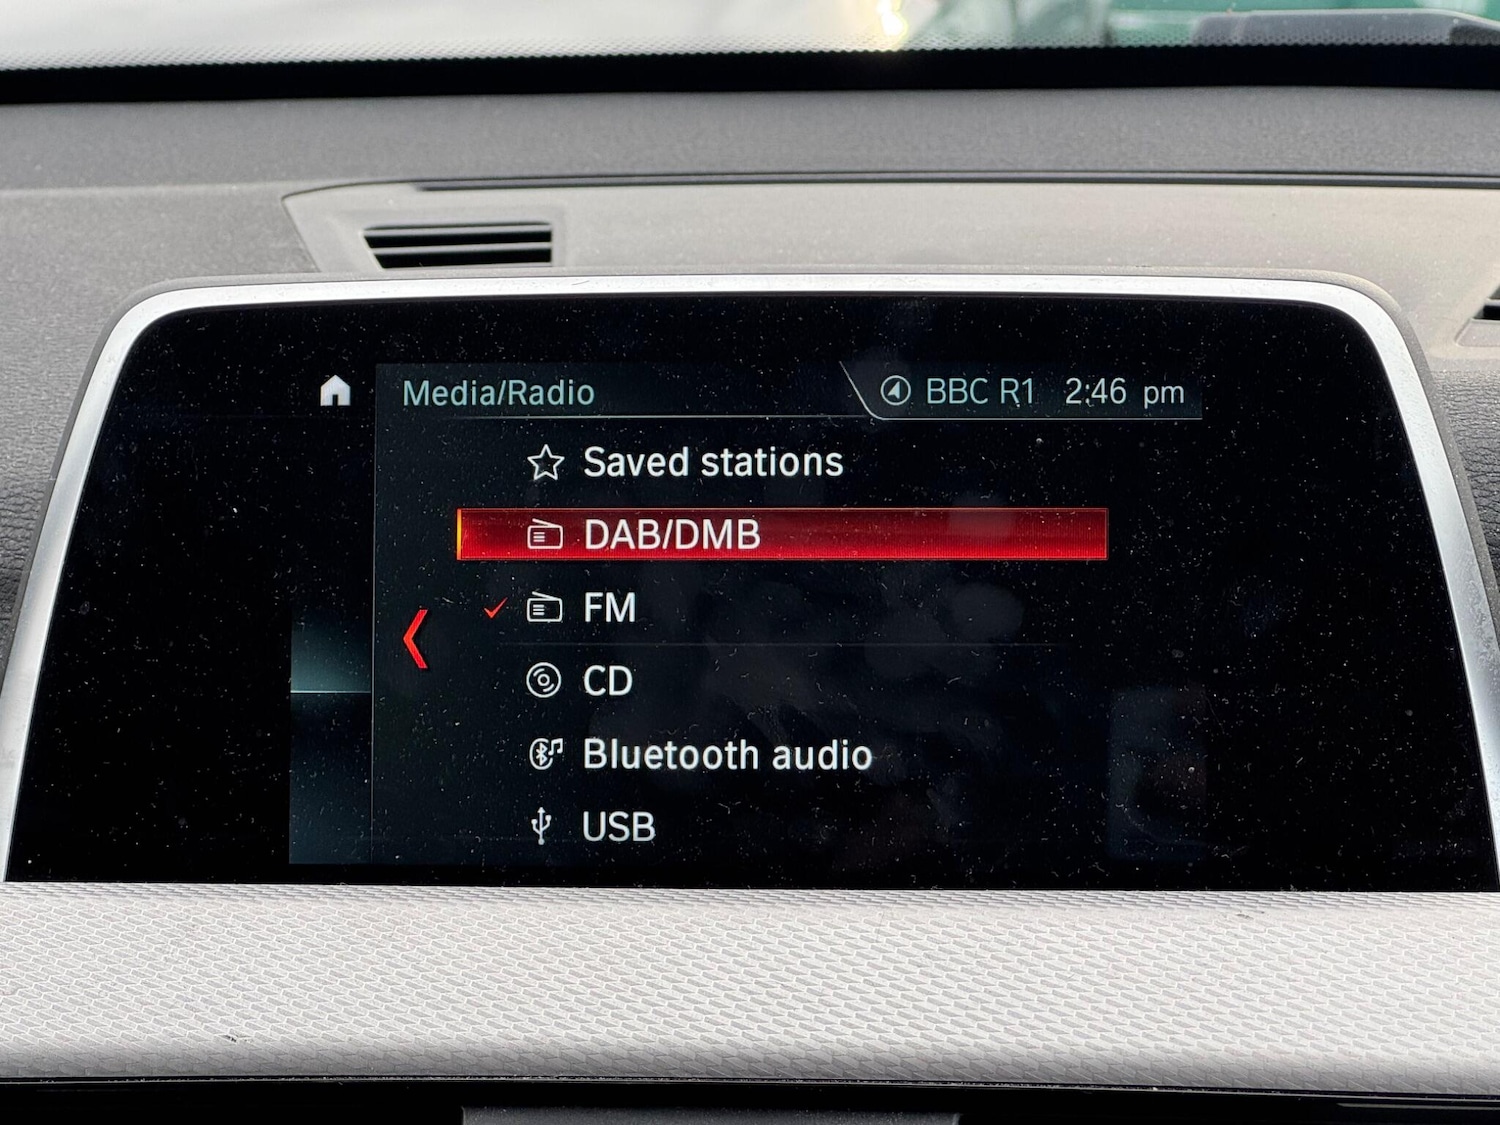 Media/Radio BBC R1 2:46 pm
Saved stations
DAB/DMB
FM
CD
Bluetooth audio
USB